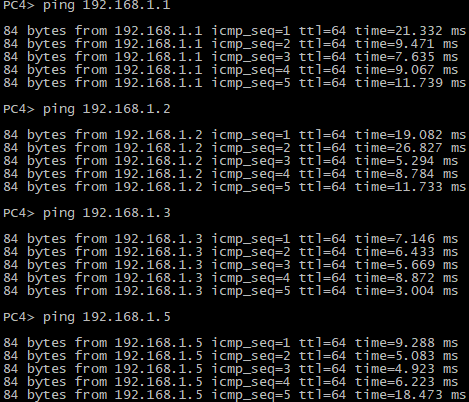 PC4> ping 192.168.1.1
84 bytes from 192.168.1.1 icmp_seq=1 ttl=64 time=21.332 ms
84 bytes from 192.168.1.1 icmp_seq=2 ttl=64 time=9.471 ms
84 bytes from 192.168.1.1 icmp_seq=3 ttl=64 time=7.635 ms
84 bytes from 192.168.1.1 icmp_seq=4 ttl=64 time=9.067 ms
84 bytes from 192.168.1.1 icmp_seq=5 ttl=64 time=11.739 ms
PC4> ping 192.168.1.2
84 bytes from 192.168.1.2 icmp_seq=1 ttl=64 time=19.082 ms
84 bytes from 192.168.1.2 icmp_seq=2 ttl=64 time=26.827 ms
84 bytes from 192.168.1.2 icmp_seq=3 ttl=64 time=5.294 ms
84 bytes from 192.168.1.2 icmp_seq=4 ttl=64 time=8.784 ms
84 bytes from 192.168.1.2 icmp_seq=5 ttl=64 time=11.733 ms
PC4> ping 192.168.1.3
84 bytes from 192.168.1.3 icmp_seq=1 ttl=64 time=7.146 ms
84 bytes from 192.168.1.3 icmp_seq=2 ttl=64 time=6.433 ms
84 bytes from 192.168.1.3 icmp_seq=3 ttl=64 time=5.669 ms
84 bytes from 192.168.1.3 icmp_seq=4 ttl=64 time=8.872 ms
84 bytes from 192.168.1.3 icmp_seq=5 ttl=64 time=3.004 ms
PC4> ping 192.168.1.5
84 bytes from 192.168.1.5 icmp_seq=1 ttl=64 time=9.288 ms
84 bytes from 192.168.1.5 icmp_seq=2 ttl=64 time=5.083 ms
84 bytes from 192.168.1.5 icmp_seq=3 ttl=64 time=4.923 ms
84 bytes from 192.168.1.5 icmp_seq=4 ttl=64 time=6.223 ms
84 bytes from 192.168.1.5 icmp_seq=5 ttl=64 time=18.473 ms